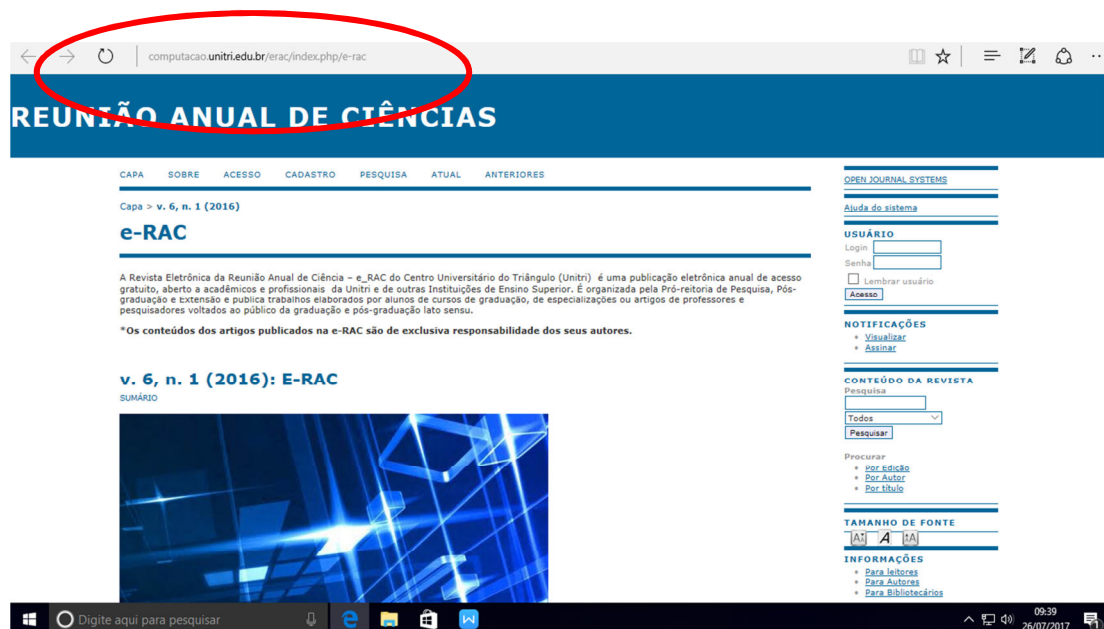 computacao.unitri.edu.br/erac/index.php/e-rac
REUNIÃO ANUAL DE CIÊNCIAS
CAPA SOBRE ACESSO CADASTRO PESQUISA ATUAL ANTERIORES
Capa > v. 6, n. 1 (2016)
e-RAC
A Revista Eletrônica da Reunião Anual de Ciência – e_RAC do Centro Universitário do Triângulo (Unitri) é uma publicação eletrônica anual de acesso
gratuito, aberto a acadêmicos e profissionais da Unitri e de outras Instituições de Ensino Superior. É organizada pela Pró-reitoria de Pesquisa, Pós-
graduação e Extensão e publica trabalhos elaborados por alunos de cursos de graduação, de especializações ou artigos de professores e
pesquisadores voltados ao público da graduação e pós-graduação lato sensu.
*Os conteúdos dos artigos publicados na e-RAC são de exclusiva responsabilidade dos seus autores.
v. 6, n. 1 (2016): E-RAC
SUMÁRIO
OPEN JOURNAL SYSTEMS
Ajuda do sistema
USUÁRIO
Login
Senha
Lembrar usuário
Acesso
NOTIFICAÇÕES
Visualizar
Assinar
CONTEÚDO DA REVISTA
Pesquisa
Todos
Pesquisar
Procurar
Por Edição
Por Autor
Por título
TAMANHO DE FONTE
A A A
INFORMAÇÕES
Para leitores
Para Autores
Para Bibliotecários
Digite aqui para pesquisar
09:39
26/07/2017
1